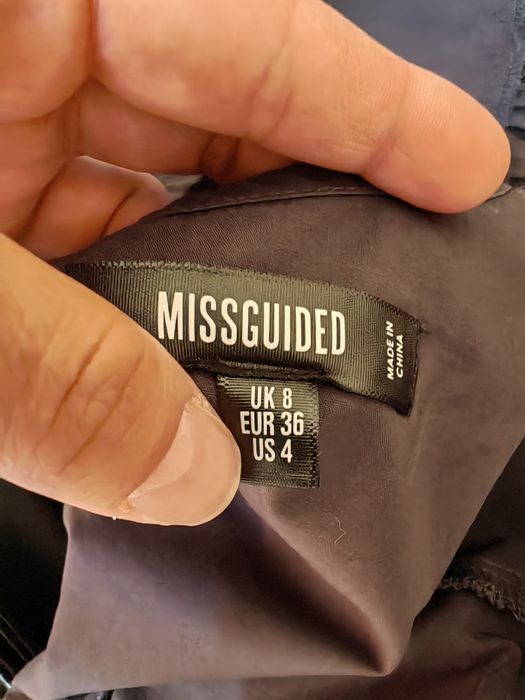 MISSGUIDED
MADE IN
CHINA
UK 8
EUR 36
US 4